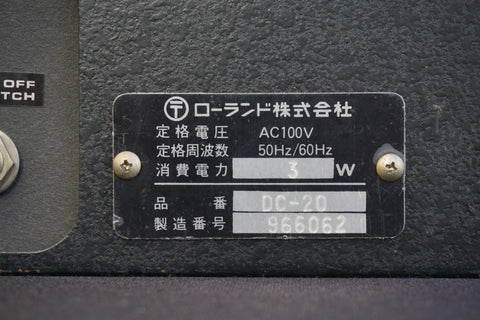 OFF
TCH
〒 ローランド株式会社
定格電圧 AC100V
定格周波数 50Hz/60Hz
消費電力 3 W
品番 DC-20
製造番号 966062